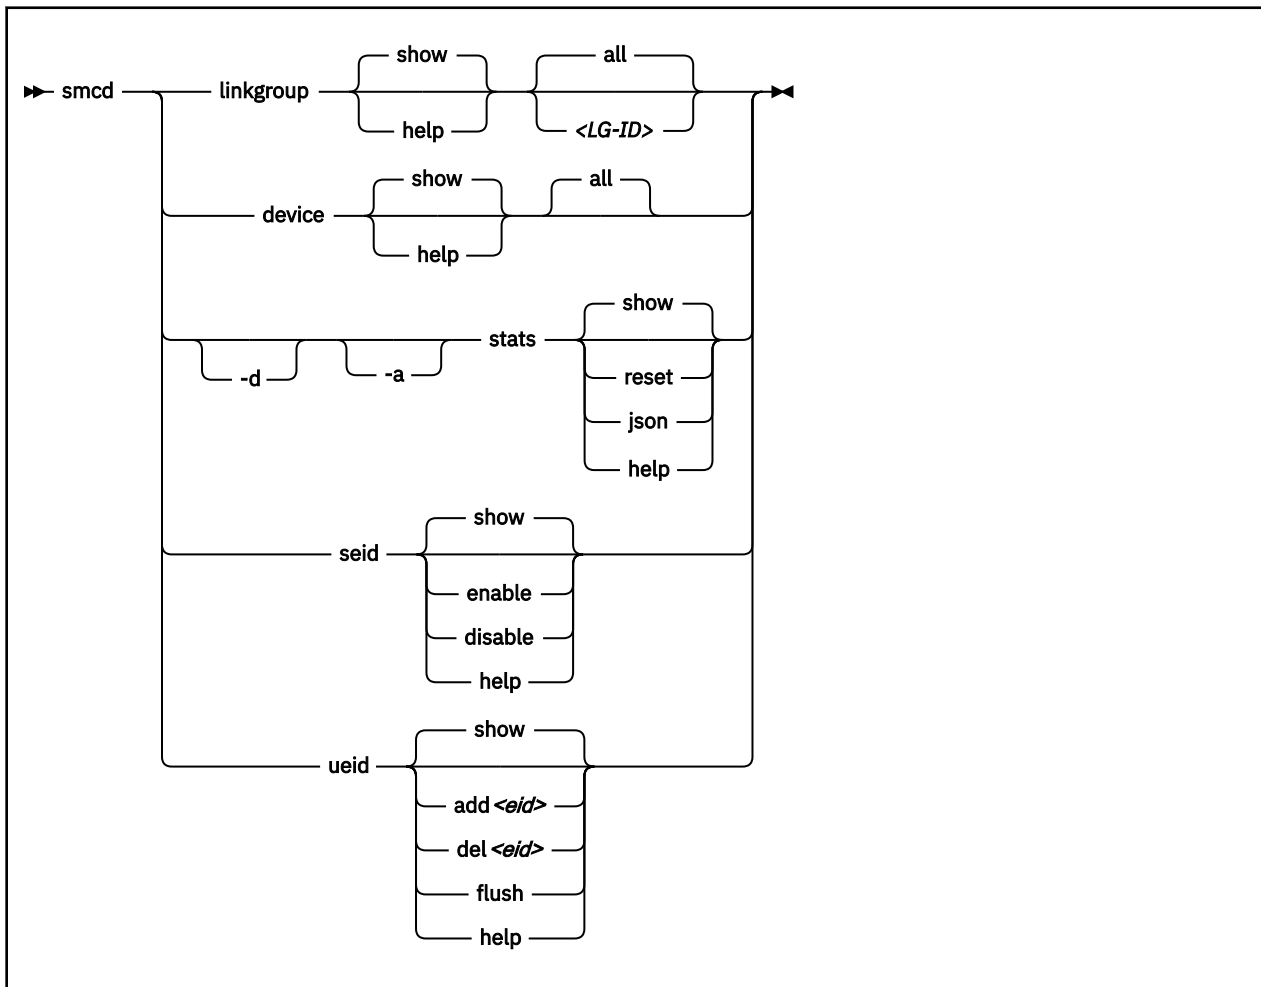 show all
smcd linkgroup
help <LG-ID>
show all
device
help
show
stats
-d -a reset
json
help
show
seid
enable
disable
help
show
ueid
add <eid>
del <eid>
flush
help